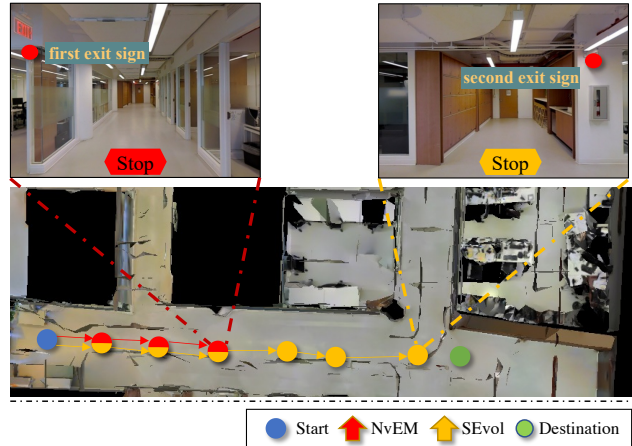 EXIT
first exit sign
second exit sign
Stop
Stop
Start
NvEM
SEvol
Destination